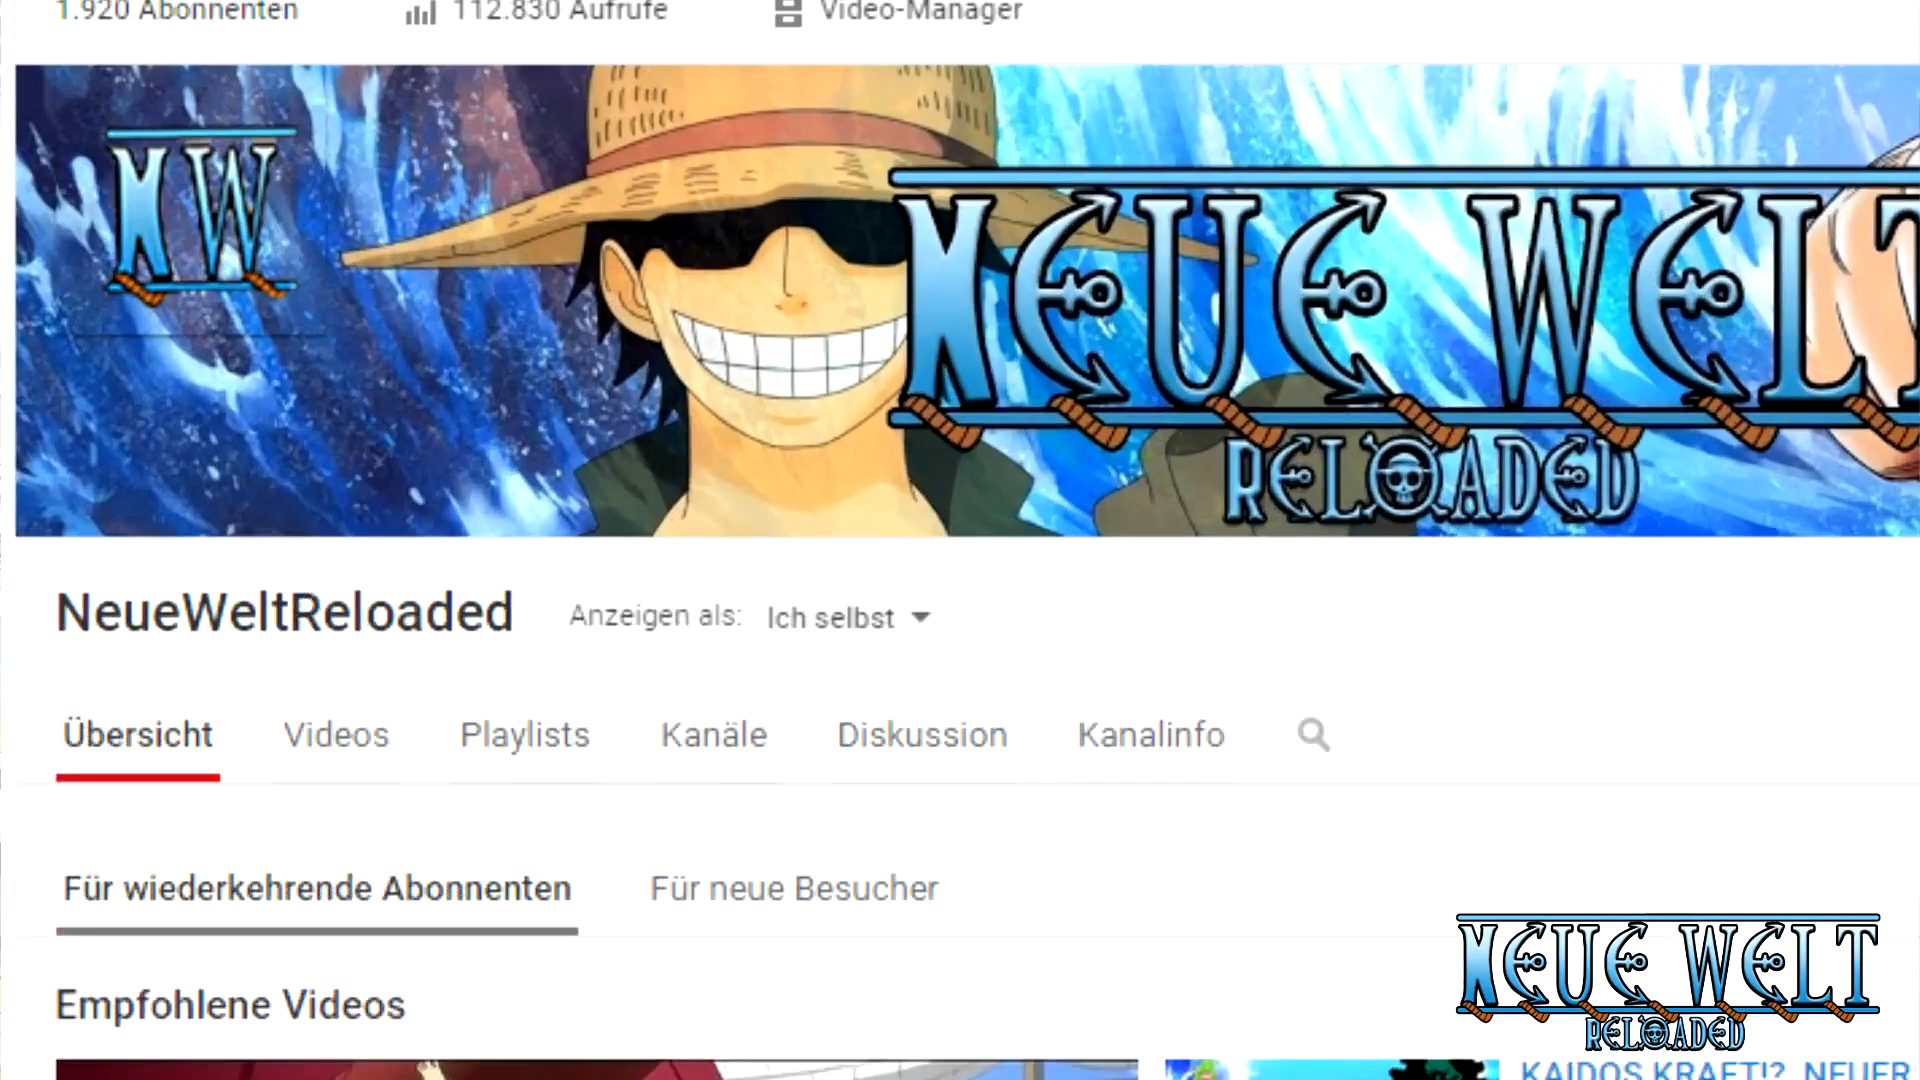 1.920 Abonnenten 112.830 Aufrufe Video-Manager
NW
NEUE WELT
RELOADED
NeueWeltReloaded Anzeigen als: Ich selbst
Übersicht Videos Playlists Kanäle Diskussion Kanalinfo
Für wiederkehrende Abonnenten Für neue Besucher
Empfohlene Videos
NEUE WELT
RELOADED
KAIDOS KRAFT!? NEUER